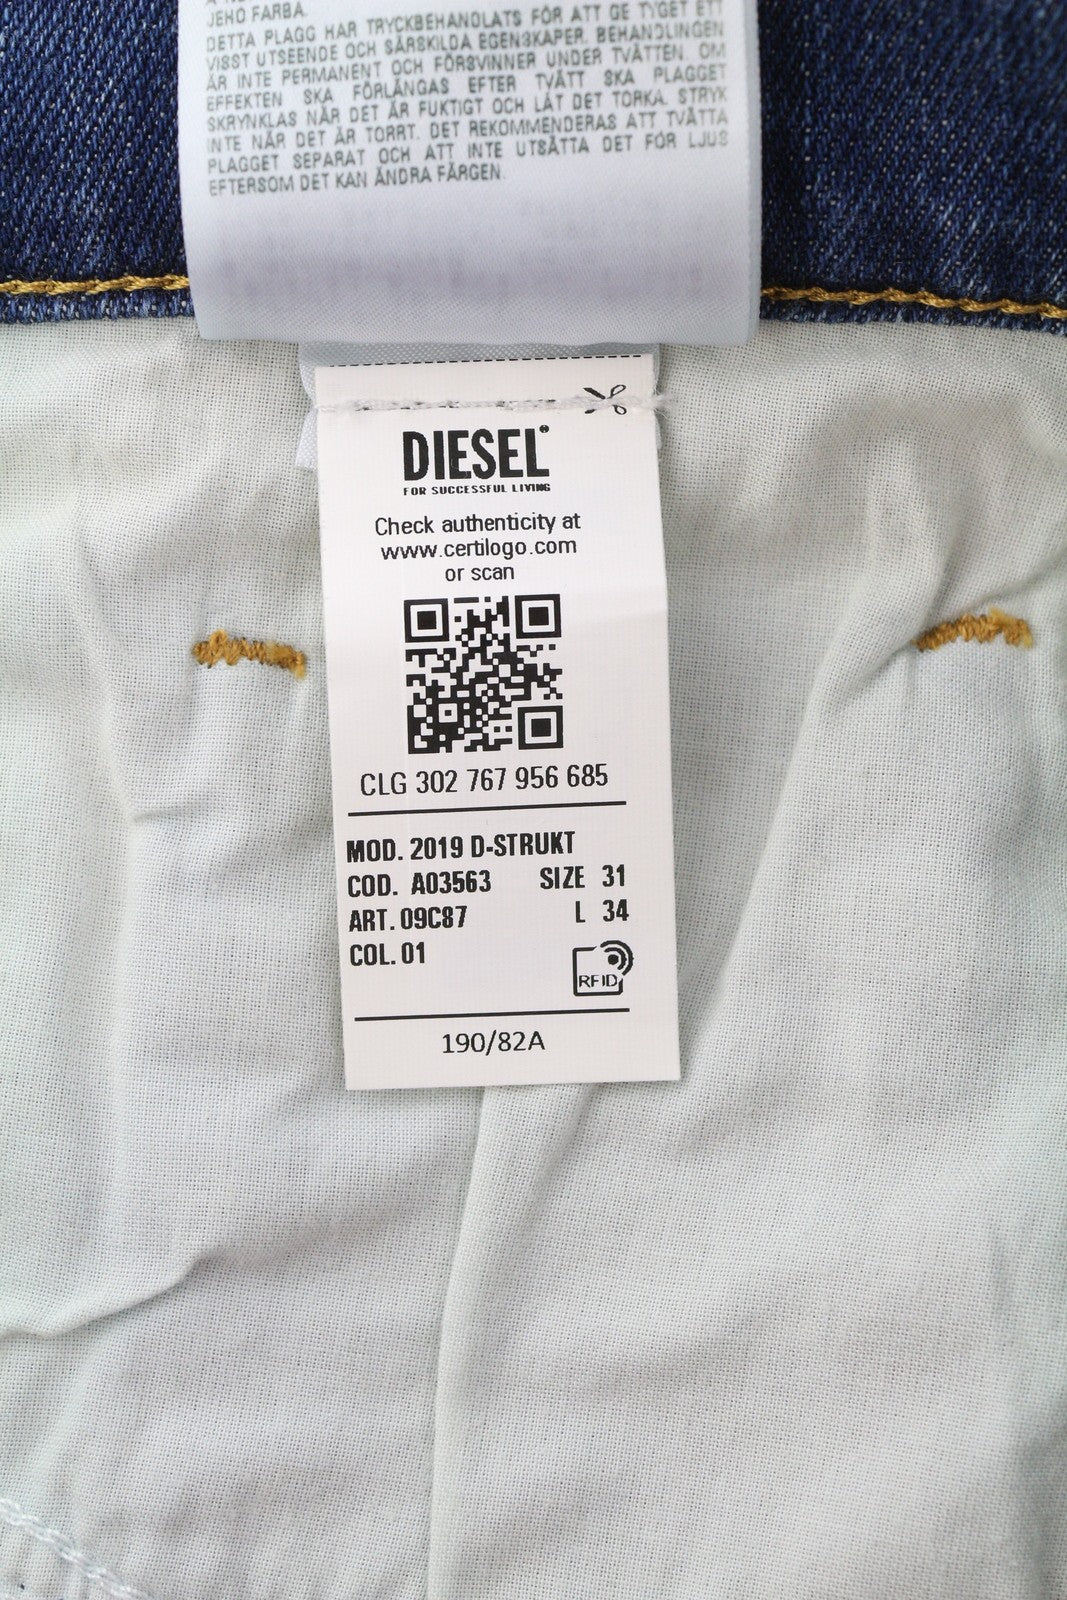 JEHO FARBA.
DETTA PLAGG HAR TRYCKBEHANDLATS FÖR ATT GE TYGET ETT
VISST UTSEENDE OCH SÄRSKILDA EGENSKAPER. BEHANDLINGEN
ÄR INTE PERMANENT OCH FÖRSVINNER UNDER TVÄTTEN. OM
EFFEKTEN SKA FÖRLÄNGAS EFTER TVÄTT SKA PLAGGET
SKRYNKLAS NÄR DET ÄR FUKTIGT OCH LÅT DET TORKA. STRYK
INTE NÄR DET ÄR TORRT. DET REKOMMENDERAS ATT TVÄTTA
PLAGGET SEPARAT OCH ATT INTE UTSÄTTA DET FÖR LJUS
EFTERSOM DET KAN ÄNDRA FÄRGEN.
DIESEL®
FOR SUCCESSFUL LIVING
Check authenticity at
www.certilogo.com
or scan
CLG 302 767 956 685
MOD. 2019 D-STRUKT
COD. A03563 SIZE 31
ART. 09C87 L 34
COL. 01
RFID
190/82A